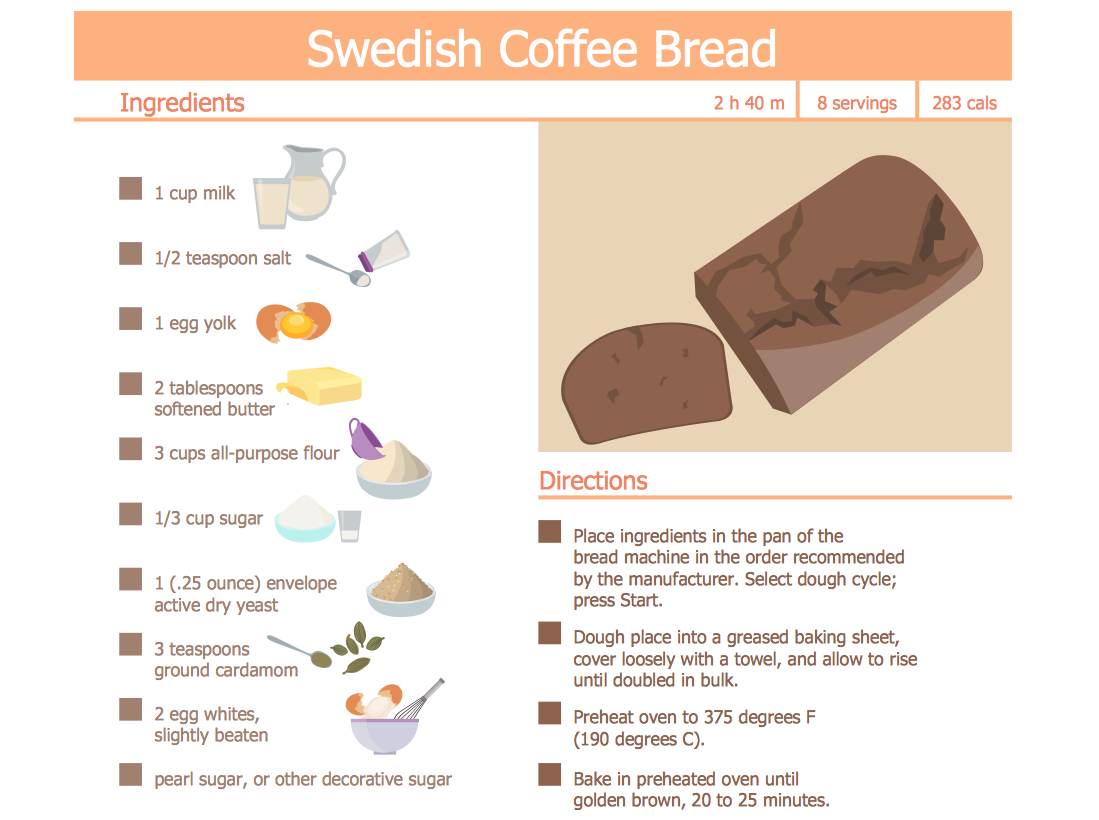 Swedish Coffee Bread
Ingredients
2 h 40 m
8 servings
283 cals
1 cup milk
1/2 teaspoon salt
1 egg yolk
2 tablespoons
softened butter
3 cups all-purpose flour
1/3 cup sugar
1 (.25 ounce) envelope
active dry yeast
3 teaspoons
ground cardamom
2 egg whites,
slightly beaten
pearl sugar, or other decorative sugar
Directions
Place ingredients in the pan of the
bread machine in the order recommended
by the manufacturer. Select dough cycle;
press Start.
Dough place into a greased baking sheet,
cover loosely with a towel, and allow to rise
until doubled in bulk.
Preheat oven to 375 degrees F
(190 degrees C).
Bake in preheated oven until
golden brown, 20 to 25 minutes.